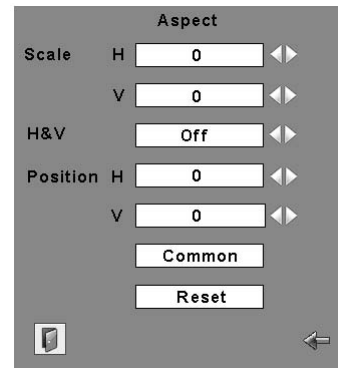 Aspect
Scale H 0
V 0
H&V Off
Position H 0
V 0
Common
Reset